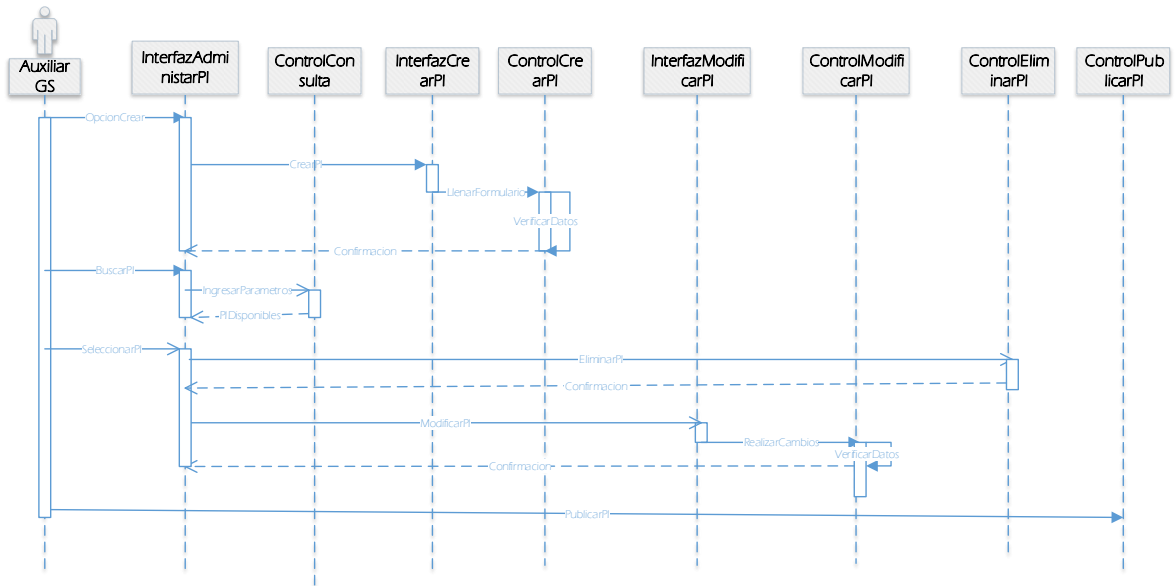 Auxiliar
GS
InterfazAdmi
nistarPI
ControlCon
sulta
InterfazCre
arPI
ControlCre
arPI
InterfazModifi
carPI
ControlModifi
carPI
ControlElim
inarPI
ControlPub
licarPI
OpcionCrear
CrearPI
LlenarFormulario
VerificarDatos
Confirmacion
BuscarPI
IngresarParametros
PIDisponibles
SeleccionarPI
EliminarPI
Confirmacion
ModificarPI
RealizarCambios
VerificarDatos
Confirmacion
PublicarPI